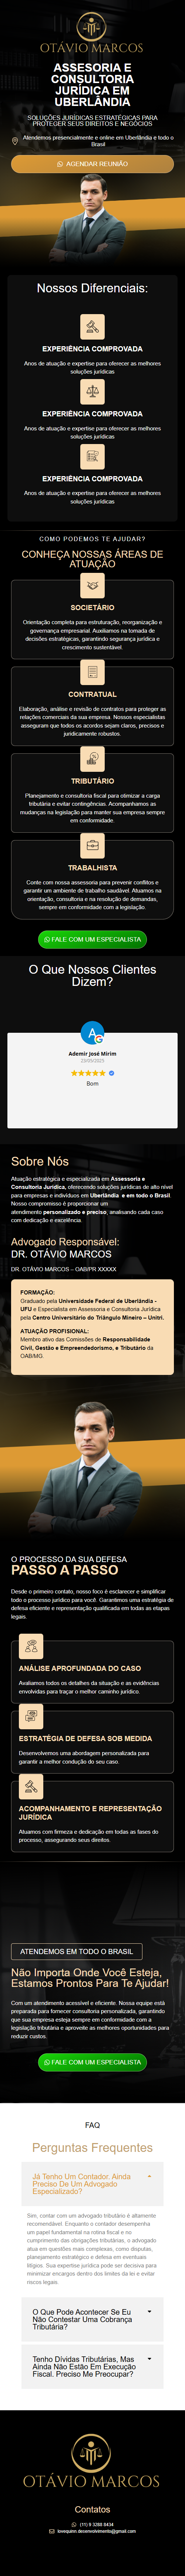 OTÁVIO MARCOS
ASSESSORIA E
CONSULTORIA
JURÍDICA EM
UBERLÂNDIA
SOLUÇÕES JURÍDICAS ESTRATÉGICAS PARA
PROTEGER SEUS DIREITOS E NEGÓCIOS
Atendemos presencialmente e online em Uberlândia e todo o
Brasil
AGENDAR REUNIÃO
Nossos Diferenciais:
EXPERIÊNCIA COMPROVADA
Anos de atuação e expertise para oferecer as melhores
soluções jurídicas
EXPERIÊNCIA COMPROVADA
Anos de atuação e expertise para oferecer as melhores
soluções jurídicas
EXPERIÊNCIA COMPROVADA
Anos de atuação e expertise para oferecer as melhores
soluções jurídicas
COMO PODEMOS TE AJUDAR?
CONHEÇA NOSSAS ÁREAS DE
ATUAÇÃO
SOCIETÁRIO
Orientação completa para estruturação, reorganização e
governança empresarial. Auxiliamos na tomada de
decisões estratégicas, garantindo segurança jurídica e
crescimento sustentável.
CONTRATUAL
Elaboração, análise e revisão de contratos para proteger as
relações comerciais da sua empresa. Nossos especialistas
asseguram que todos os acordos sejam claros, precisos e
juridicamente robustos.
TRIBUTÁRIO
Planejamento e consultoria fiscal para otimizar a carga
tributária e evitar contingências. Acompanhamos as
mudanças na legislação para manter sua empresa sempre
em conformidade.
TRABALHISTA
Conte com nossa assessoria para prevenir conflitos e
garantir um ambiente de trabalho saudável. Atuamos na
orientação, consultoria e na resolução de demandas,
sempre em conformidade com a legislação.
FALE COM UM ESPECIALISTA
O Que Nossos Clientes
Dizem?
A
G
Ademir José Mirim
23/05/2023
Bom
Sobre Nós
Atuação estratégica e especializada em Assessoria e
Consultoria Jurídica, oferecendo soluções jurídicas de alto nível
para empresas e indivíduos em Uberlândia e em todo o Brasil.
Nosso compromisso é proporcionar um
atendimento personalizado e preciso, analisando cada caso
com dedicação e excelência.
Advogado Responsável:
DR. OTÁVIO MARCOS
DR. OTÁVIO MARCOS – OAB/PR XXXXX
FORMAÇÃO:
Graduado pela Universidade Federal de Uberlândia -
UFU e Especialista em Assessoria e Consultoria Jurídica
pela Centro Universitário do Triângulo Mineiro – Unitri.
ATUAÇÃO PROFISIONAL:
Membro ativo das Comissões de Responsabilidade
Civil, Gestão e Empreendedorismo, e Tributário da
OAB/MG.
O PROCESSO DA SUA DEFESA
PASSO A PASSO
Desde o primeiro contato, nosso foco é esclarecer e simplificar
todo o processo jurídico para você. Garantimos uma estratégia de
defesa eficiente e representação qualificada em todas as etapas
legais.
ANÁLISE APROFUNDADA DO CASO
Avaliamos todos os detalhes da situação e as evidências
envolvidas para traçar o melhor caminho jurídico.
ESTRATÉGIA DE DEFESA SOB MEDIDA
Desenvolvemos uma abordagem personalizada para
garantir a melhor condução do seu caso.
ACOMPANHAMENTO E REPRESENTAÇÃO
JURÍDICA
Atuamos com firmeza e dedicação em todas as fases do
processo, assegurando seus direitos.
ATENDEMOS EM TODO O BRASIL
Não Importa Onde Você Esteja,
Estamos Prontos Para Te Ajudar!
Com um atendimento acessível e eficiente. Nossa equipe está
preparada para fornecer consultoria personalizada, garantindo
que sua empresa esteja sempre em conformidade com a
legislação tributária e aproveite as melhores oportunidades para
reduzir custos.
FALE COM UM ESPECIALISTA
FAQ
Perguntas Frequentes
Já Tenho Um Contador. Ainda
Preciso De Um Advogado
Especializado?
Sim, contar com um advogado tributário é altamente
recomendável. Enquanto o contador desempenha
um papel fundamental na rotina fiscal e no
cumprimento das obrigações tributárias, o advogado
atua em questões mais complexas, como disputas,
planejamento estratégico e defesa em eventuais
litígios. Sua expertise jurídica pode ser decisiva para
minimizar encargos dentro dos limites da lei e evitar
riscos legais.
O Que Pode Acontecer Se Eu
Não Contestar Uma Cobrança
Tributária?
Tenho Dívidas Tributárias, Mas
Ainda Não Estão Em Execução
Fiscal. Preciso Me Preocupar?
OTÁVIO MARCOS
Contatos
(11) 9 3288 8434
lovequinn.desenvolvimento@gmail.com